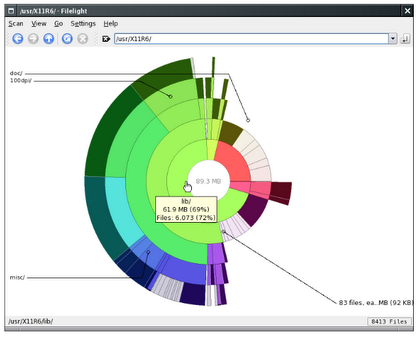 /usr/X11R6/ - Filelight
Scan View Go Settings Help
/usr/X11R6/
doc/
100dpi/
89.3 MB
lib/
61.9 MB (69%)
Files: 6,073 (72%)
misc/
83 files, ea...MB (92 KB
/usr/X11R6/lib/
8413 Files